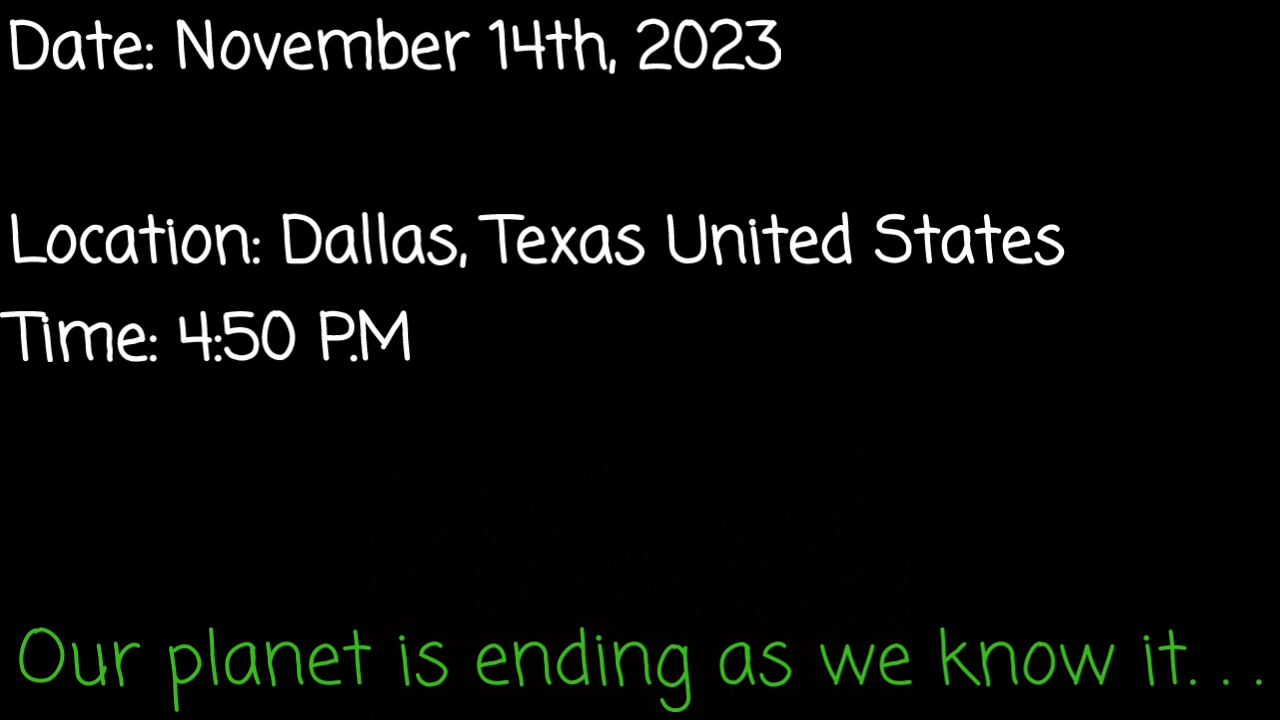 Date: November 14th, 2023
Location: Dallas, Texas United States
Time: 4:50 P.M
Our planet is ending as we know it. . .